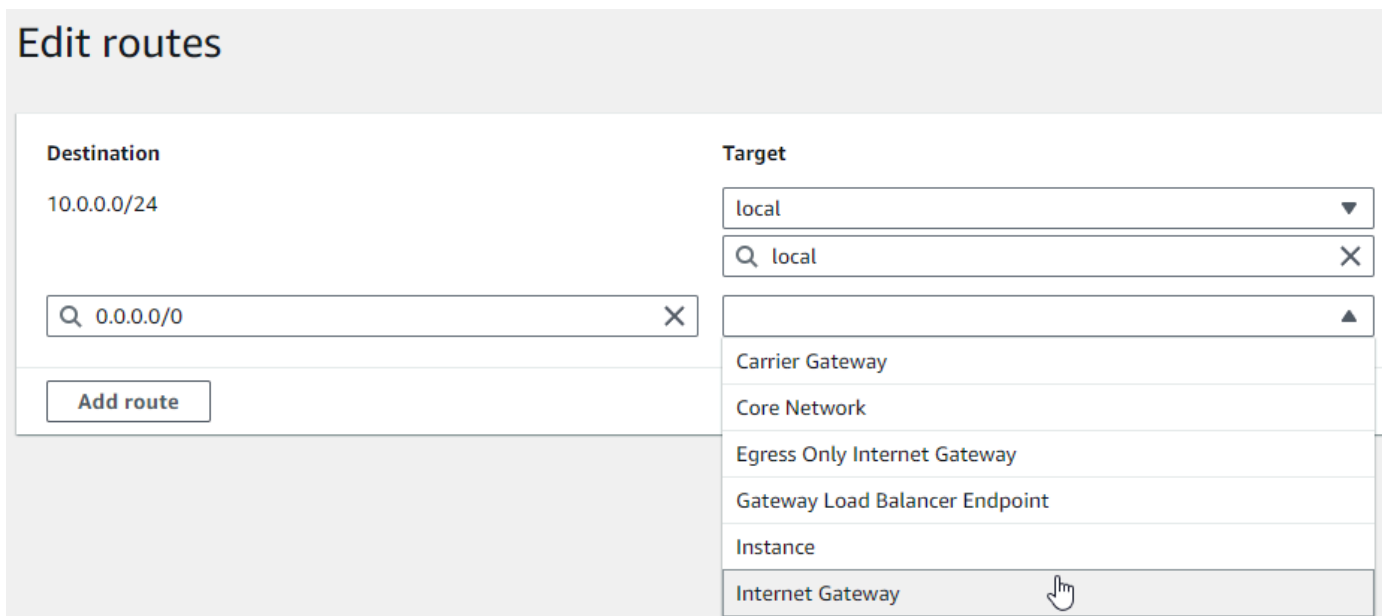 Edit routes
Destination
Target
10.0.0.0/24
local
local
0.0.0.0/0
Carrier Gateway
Core Network
Add route
Egress Only Internet Gateway
Gateway Load Balancer Endpoint
Instance
Internet Gateway